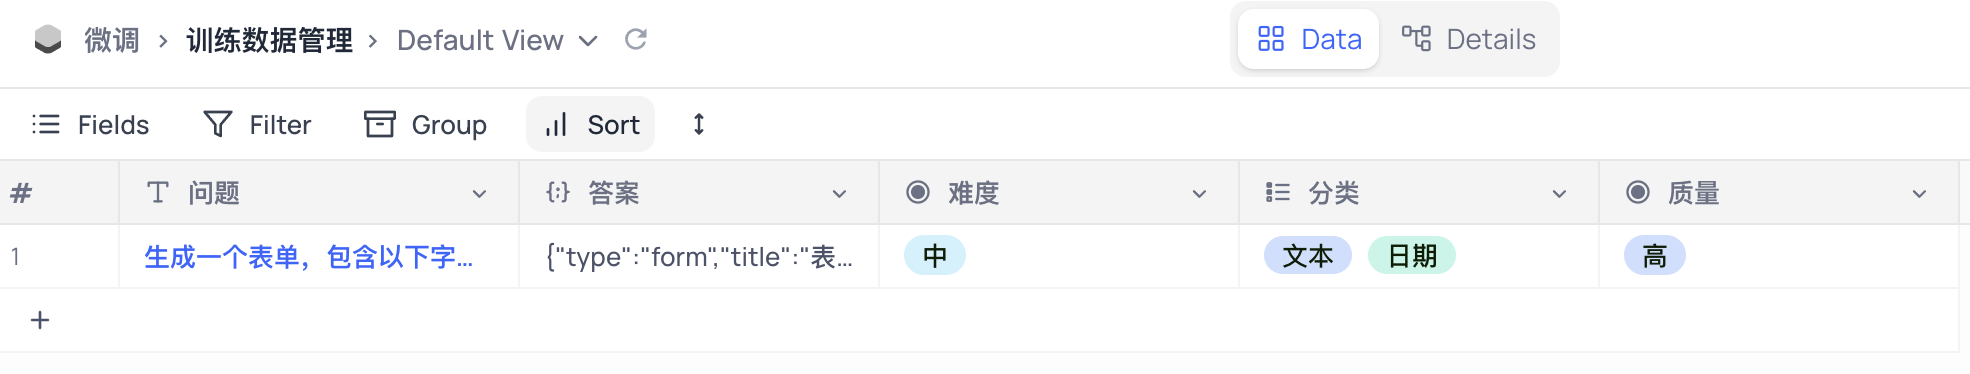 微调 › 训练数据管理 › Default View
Data Details
Fields Filter Group Sort
# 问题 答案 难度 分类 质量
1 生成一个表单，包含以下字... {"type":"form","title":"表... 中 文本 日期 高
+